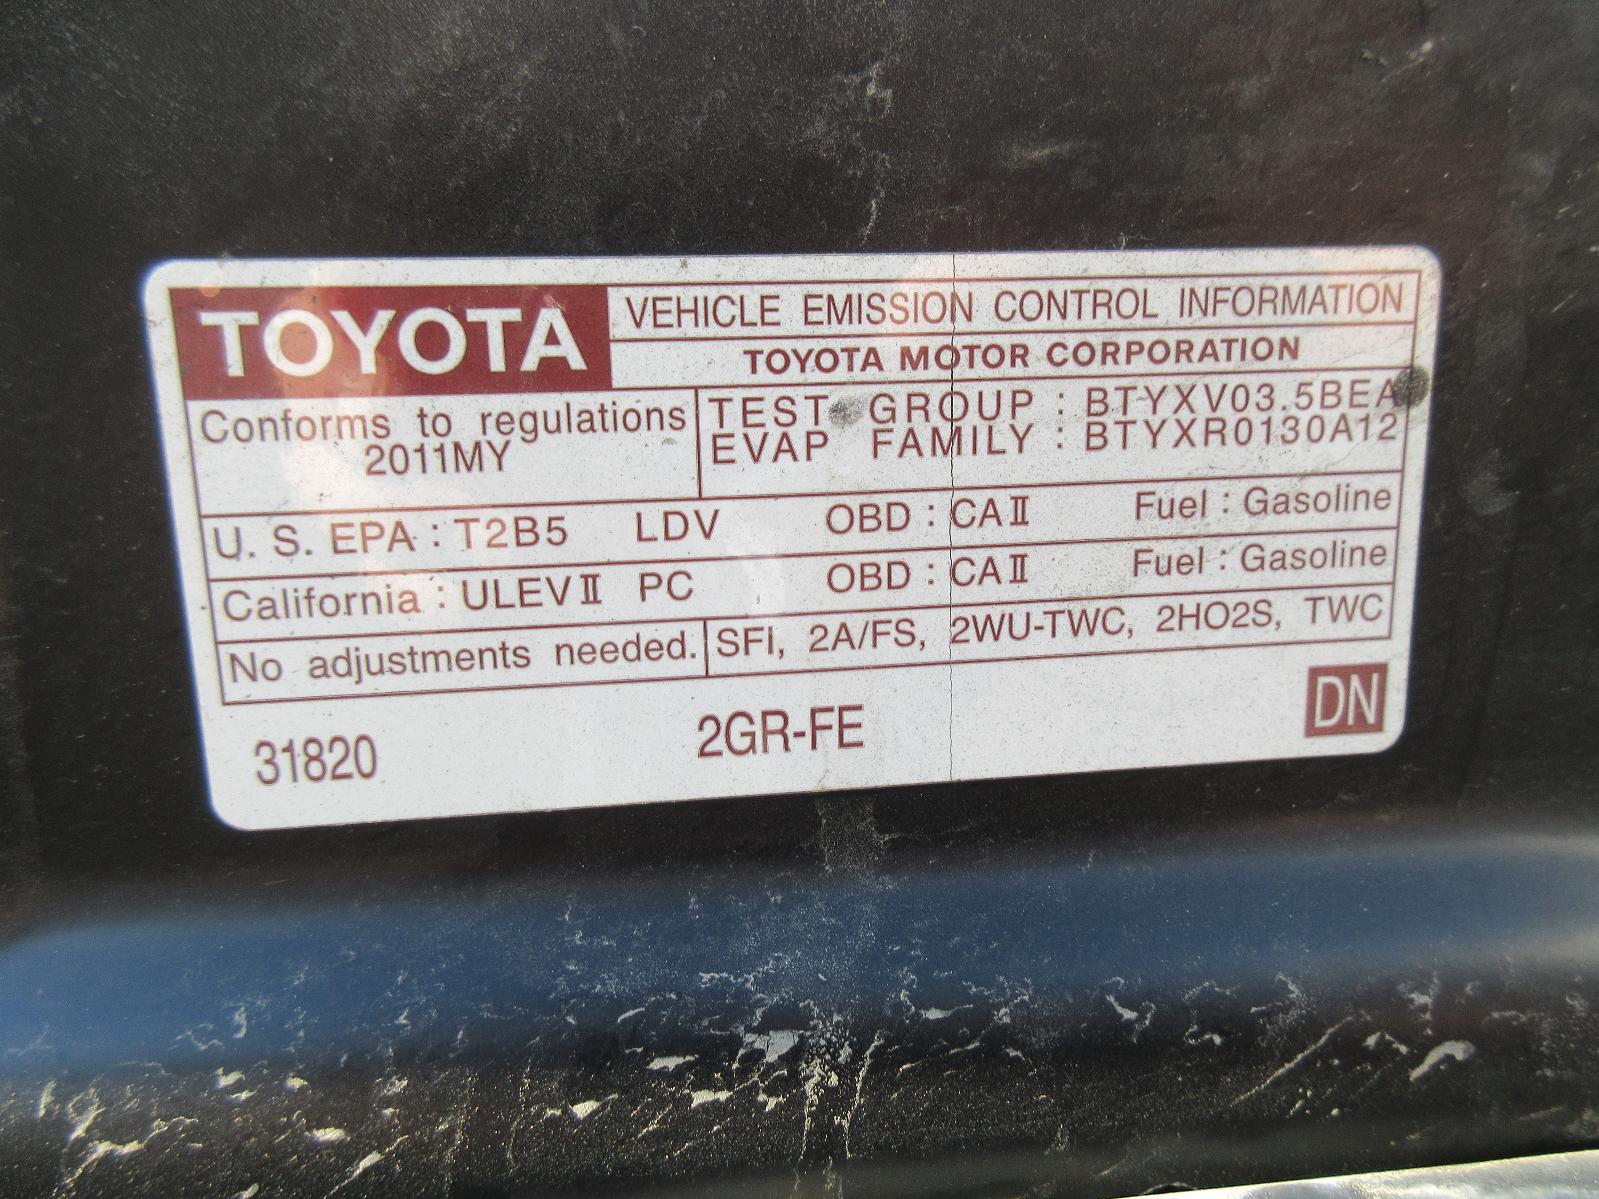 TOYOTA
VEHICLE EMISSION CONTROL INFORMATION
TOYOTA MOTOR CORPORATION
Conforms to regulations
2011MY
TEST GROUP : BTYXV03.5BEA
EVAP FAMILY : BTYXR0130A12
U. S. EPA : T2B5 LDV OBD : CAⅡ Fuel : Gasoline
California : ULEVⅡ PC OBD : CAⅡ Fuel : Gasoline
No adjustments needed. SFI, 2A/FS, 2WU-TWC, 2HO2S, TWC
31820 2GR-FE DN